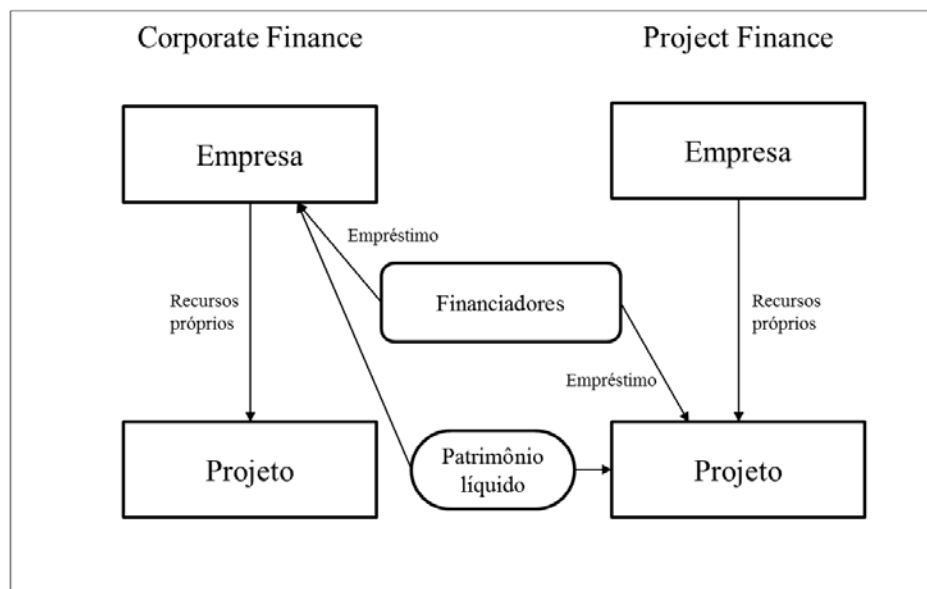 Corporate Finance
Project Finance
Empresa
Empresa
Empréstimo
Recursos
próprios
Financiadores
Recursos
próprios
Empréstimo
Projeto
Patrimônio
líquido
Projeto